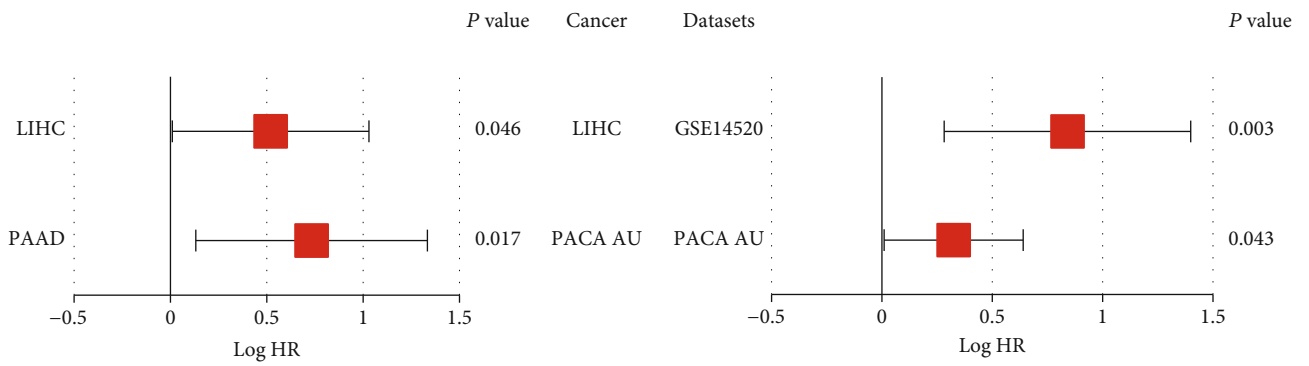 P value Cancer Datasets P value
LIHC 0.046 LIHC GSE14520 0.003
PAAD 0.017 PACA AU PACA AU 0.043
−0.5 0 0.5 1 1.5 −0.5 0 0.5 1 1.5
Log HR Log HR